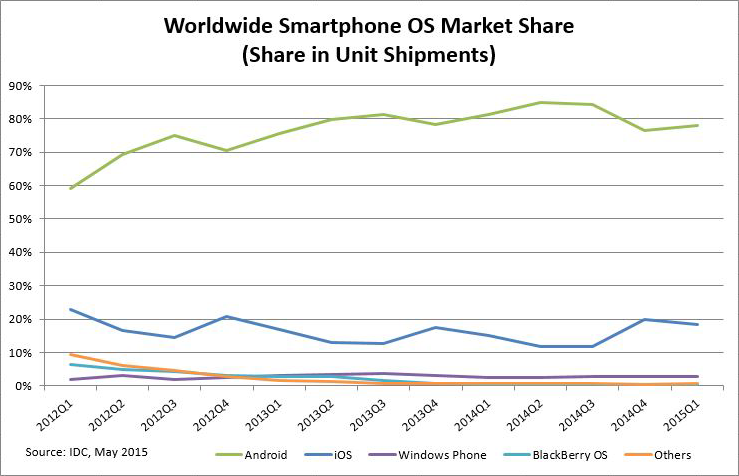 Worldwide Smartphone OS Market Share
(Share in Unit Shipments)
90%
80%
70%
60%
50%
40%
30%
20%
10%
0%
2012Q1 2012Q2 2012Q3 2012Q4 2013Q1 2013Q2 2013Q3 2013Q4 2014Q1 2014Q2 2014Q3 2014Q4 2015Q1
Source: IDC, May 2015 Android iOS Windows Phone BlackBerry OS Others